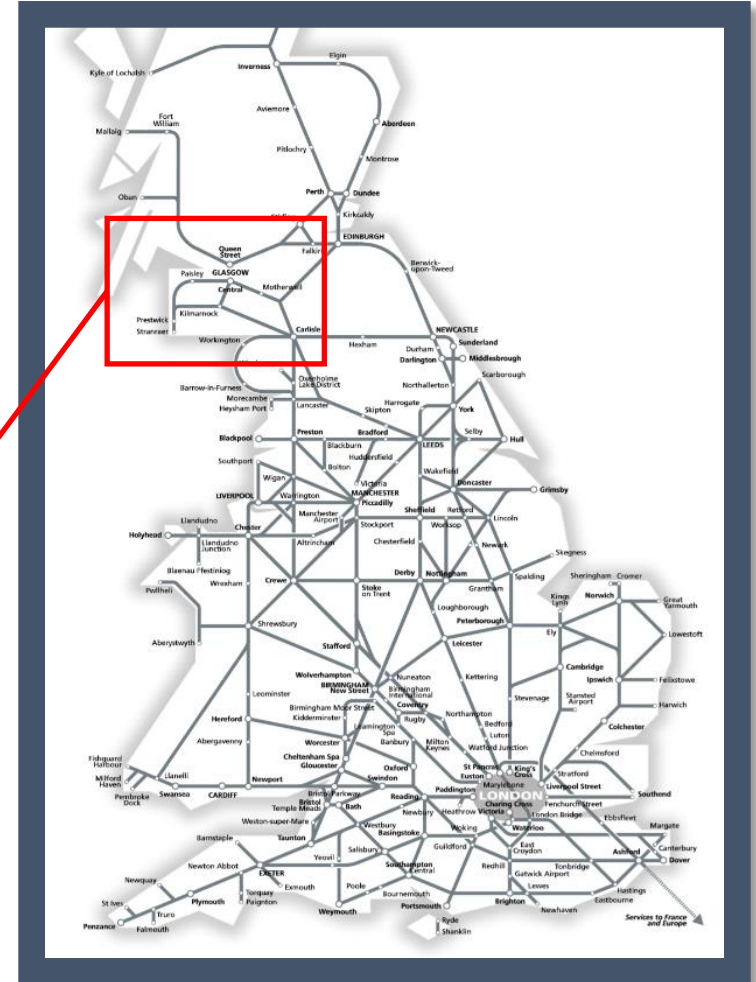 Elgin
Inverness
Kyle of Lochalsh
Aviemore
Fort
William
Mallaig
Aberdeen
Pitlochry
Montrose
Perth
Dundee
Oban
Kirkcaldy
EDINBURGH
Falkirk
Queen
Street
Berwick-
upon-Tweed
Paisley
GLASGOW
Central
Motherwell
Prestwick
Kilmarnock
Stranraer
Carlisle
NEWCASTLE
Workington
Hexham
Sunderland
Durham
Darlington
Middlesbrough
Oxenholme
Lake District
Scarborough
Barrow-in-Furness
Northallerton
Morecambe
Heysham Port
Lancaster
Harrogate
York
Skipton
Blackpool
Preston
Bradford
LEEDS
Selby
Hull
Blackburn
Huddersfield
Southport
Bolton
Wakefield
Wigan
Victoria
Doncaster
Grimsby
LIVERPOOL
Warrington
MANCHESTER
Piccadilly
Sheffield
Retford
Manchester
Airport
Stockport
Worksop
Lincoln
Llandudno
Holyhead
Chester
Altrincham
Chesterfield
Llandudno
Junction
Newark
Skegness
Blaenau Ffestiniog
Derby
Nottingham
Pwllheli
Wrexham
Crewe
Stoke
on Trent
Grantham
Spalding
Sheringham
Cromer
Kings
Lynn
Norwich
Great
Yarmouth
Loughborough
Shrewsbury
Peterborough
Ely
Lowestoft
Aberystwyth
Stafford
Leicester
Wolverhampton
Nuneaton
Cambridge
BIRMINGHAM
New Street
Birmingham
International
Kettering
Ipswich
Felixstowe
Leominster
Coventry
Stevenage
Stansted
Airport
Birmingham Moor Street
Kidderminster
Rugby
Northampton
Harwich
Hereford
Leamington
Spa
Bedford
Colchester
Worcester
Banbury
Milton
Keynes
Luton
Abergavenny
Watford Junction
Chelmsford
Cheltenham Spa
Gloucester
Oxford
St Pancras
Euston
King's
Cross
Fishguard
Harbour
Stratford
Llanelli
Newport
Swindon
Marylebone
Liverpool Street
Milford
Haven
Paddington
LONDON
Southend
Pembroke
Dock
Swansea
CARDIFF
Bristol Parkway
Reading
Charing Cross
Fenchurch Street
Bristol
Temple Meads
Bath
Newbury
Heathrow
Victoria
London Bridge
Ebbsfleet
Weston-super-Mare
Westbury
Basingstoke
Woking
Waterloo
Margate
Barnstaple
Taunton
Salisbury
Guildford
East
Croydon
Ashford
Canterbury
Yeovil
Redhill
Tonbridge
Dover
Newton Abbot
EXETER
Southampton
Central
Gatwick Airport
Newquay
Exmouth
Poole
Lewes
Hastings
Torquay
Paignton
Bournemouth
Eastbourne
St Ives
Plymouth
Weymouth
Portsmouth
Brighton
Newhaven
Truro
Penzance
Falmouth
Ryde
Shanklin
Services to France
and Europe